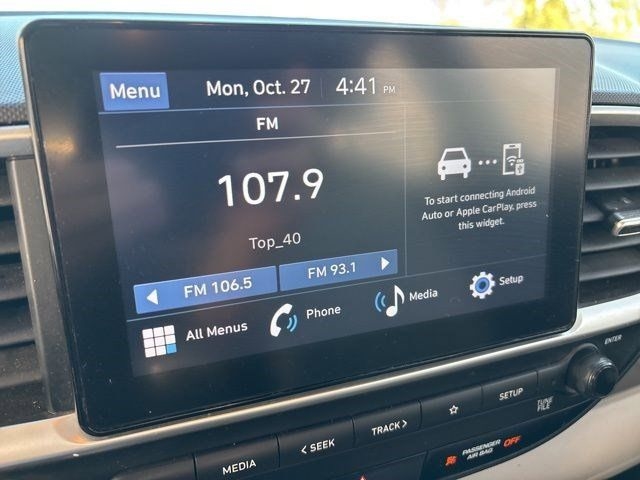 Menu
Mon, Oct. 27
4:41 PM
FM
107.9
Top_40
FM 106.5
FM 93.1
To start connecting Android
Auto or Apple CarPlay, press
this widget.
All Menus
Phone
Media
Setup
ENTER
MEDIA
< SEEK
TRACK >
SETUP
TUNE
FILE
PASSENGER
AIR BAG
OFF